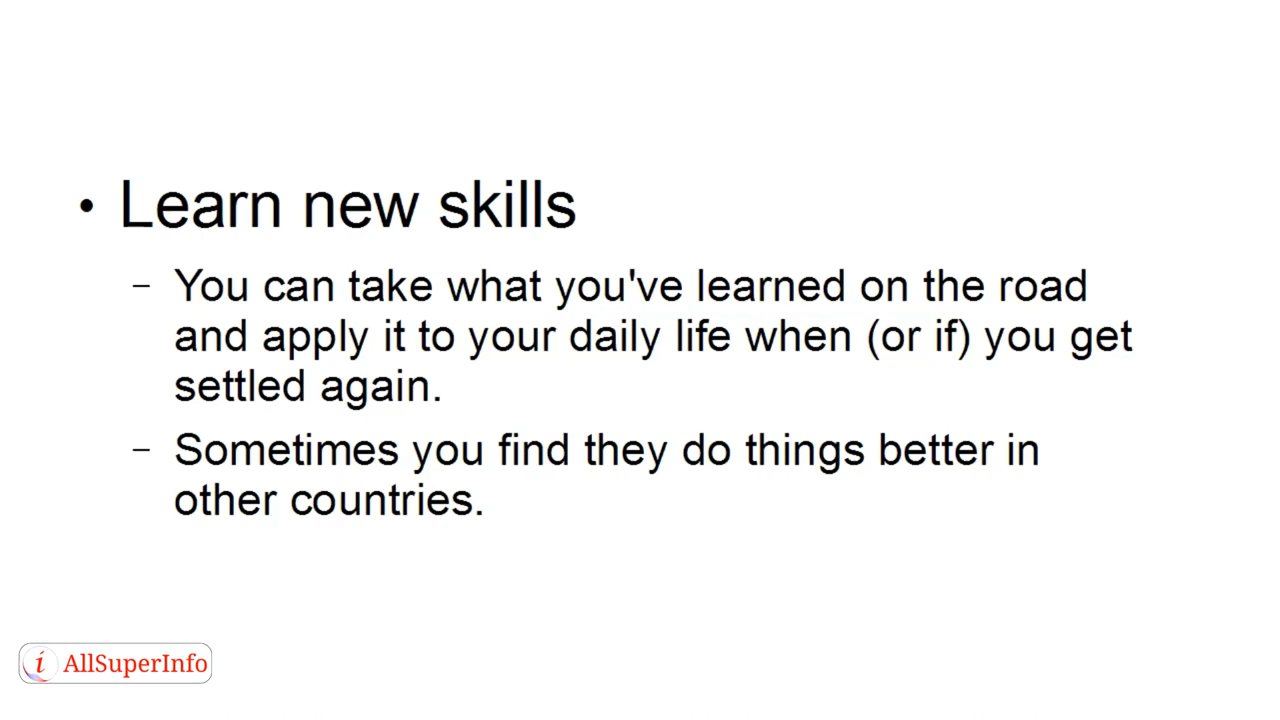 • Learn new skills
– You can take what you've learned on the road
and apply it to your daily life when (or if) you get
settled again.
– Sometimes you find they do things better in
other countries.
i AllSuperInfo